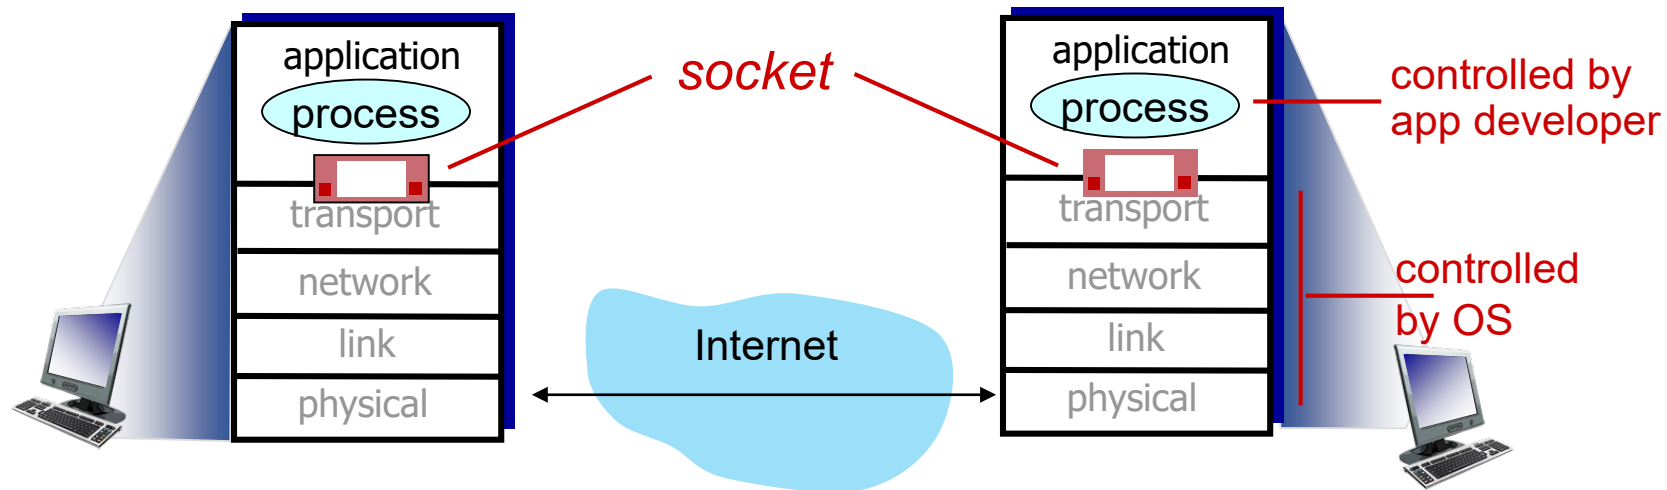 application
process
transport
network
link
physical
socket
Internet
application
process
transport
network
link
physical
controlled by
app developer
controlled
by OS